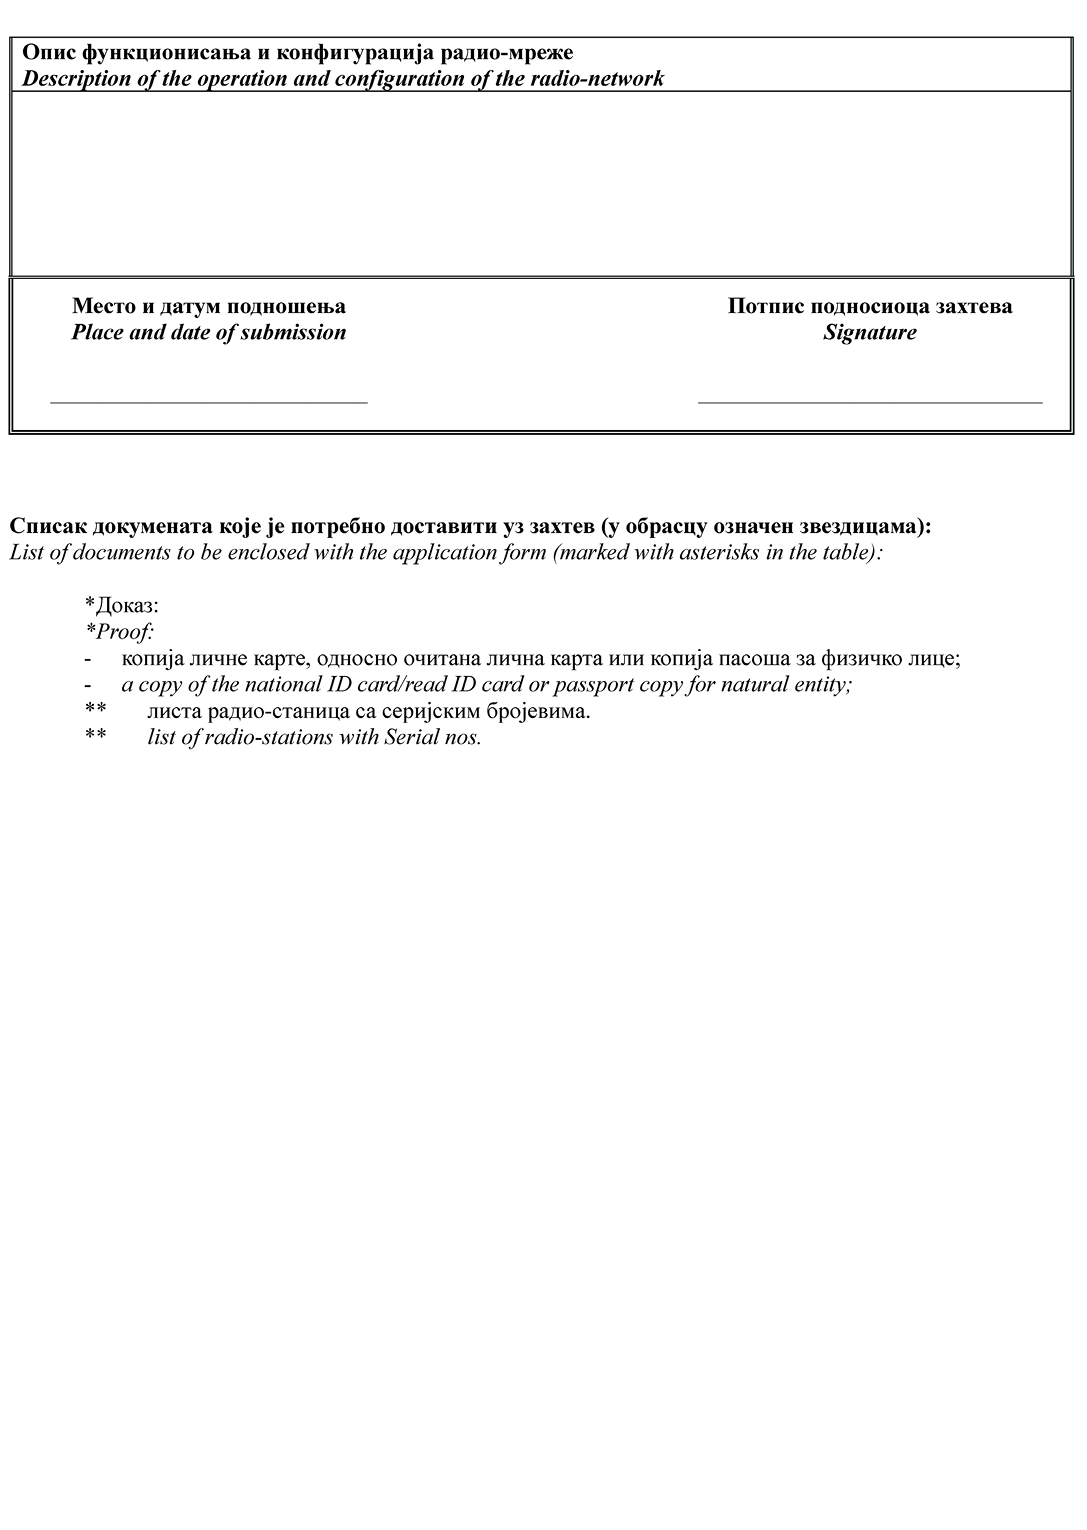 Опис функционисања и конфигурација радио-мреже
Description of the operation and configuration of the radio-network
Место и датум подношења
Place and date of submission
Потпис подносиоца захтева
Signature
Списак докумената које је потребно доставити уз захтев (у обрасцу означен звездицама):
List of documents to be enclosed with the application form (marked with asterisks in the table):
*Доказ:
*Proof:
- копија личне карте, односно очитана лична карта или копија пасоша за физичко лице;
- a copy of the national ID card/read ID card or passport copy for natural entity;
** листа радио-станица са серијским бројевима.
** list of radio-stations with Serial nos.